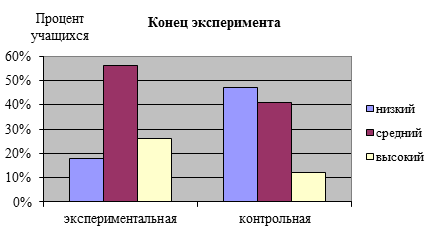 Процент
учащихся
Конец эксперимента
60%
50%
40%
30%
20%
10%
0%
экспериментальная
контрольная
низкий
средний
высокий